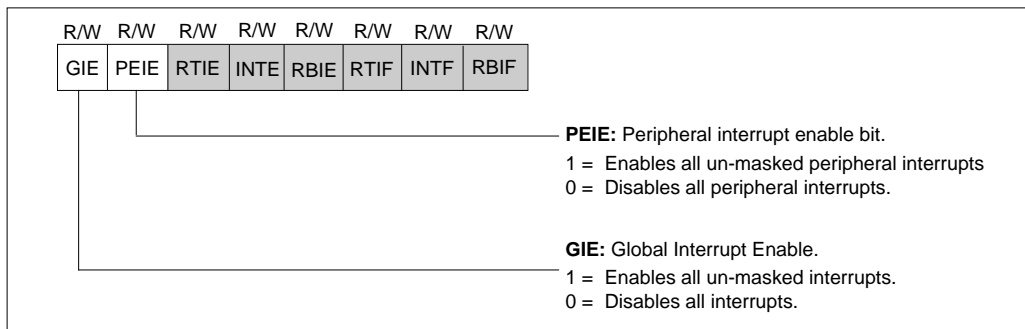 R/W R/W R/W R/W R/W R/W R/W R/W
GIE PEIE RTIE INTE RBIE RTIF INTF RBIF
PEIE: Peripheral interrupt enable bit.
1 = Enables all un-masked peripheral interrupts
0 = Disables all peripheral interrupts.
GIE: Global Interrupt Enable.
1 = Enables all un-masked interrupts.
0 = Disables all interrupts.